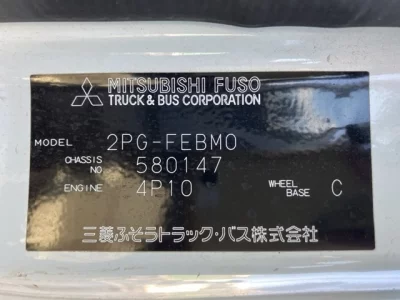 MITSUBISHI FUSO
TRUCK & BUS CORPORATION
MODEL 2PG-FEBM0
CHASSIS NO 580147
ENGINE 4P10 WHEEL BASE C
三菱ふそうトラック・バス株式会社